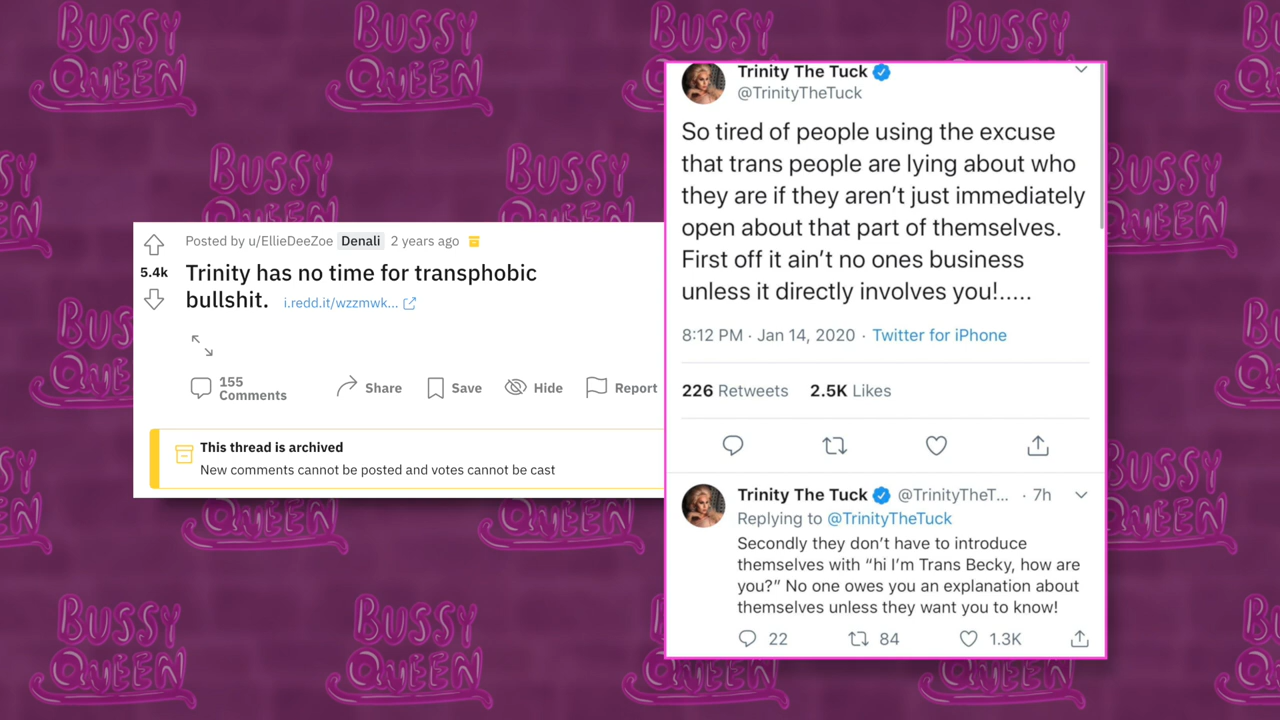 BUSSY
QUEEN
Posted by u/EllieDeeZoe Denali 2 years ago
5.4k
Trinity has no time for transphobic
bullshit. i.redd.it/wzzmwk...
155
Comments
Share
Save
Hide
Report
This thread is archived
New comments cannot be posted and votes cannot be cast
Trinity The Tuck
@TrinityTheTuck
So tired of people using the excuse
that trans people are lying about who
they are if they aren’t just immediately
open about that part of themselves.
First off it ain’t no ones business
unless it directly involves you!.....
8:12 PM · Jan 14, 2020 · Twitter for iPhone
226 Retweets 2.5K Likes
Trinity The Tuck @TrinityTheT... · 7h
Replying to @TrinityTheTuck
Secondly they don’t have to introduce
themselves with “hi I’m Trans Becky, how are
you?” No one owes you an explanation about
themselves unless they want you to know!
22 84 1.3K